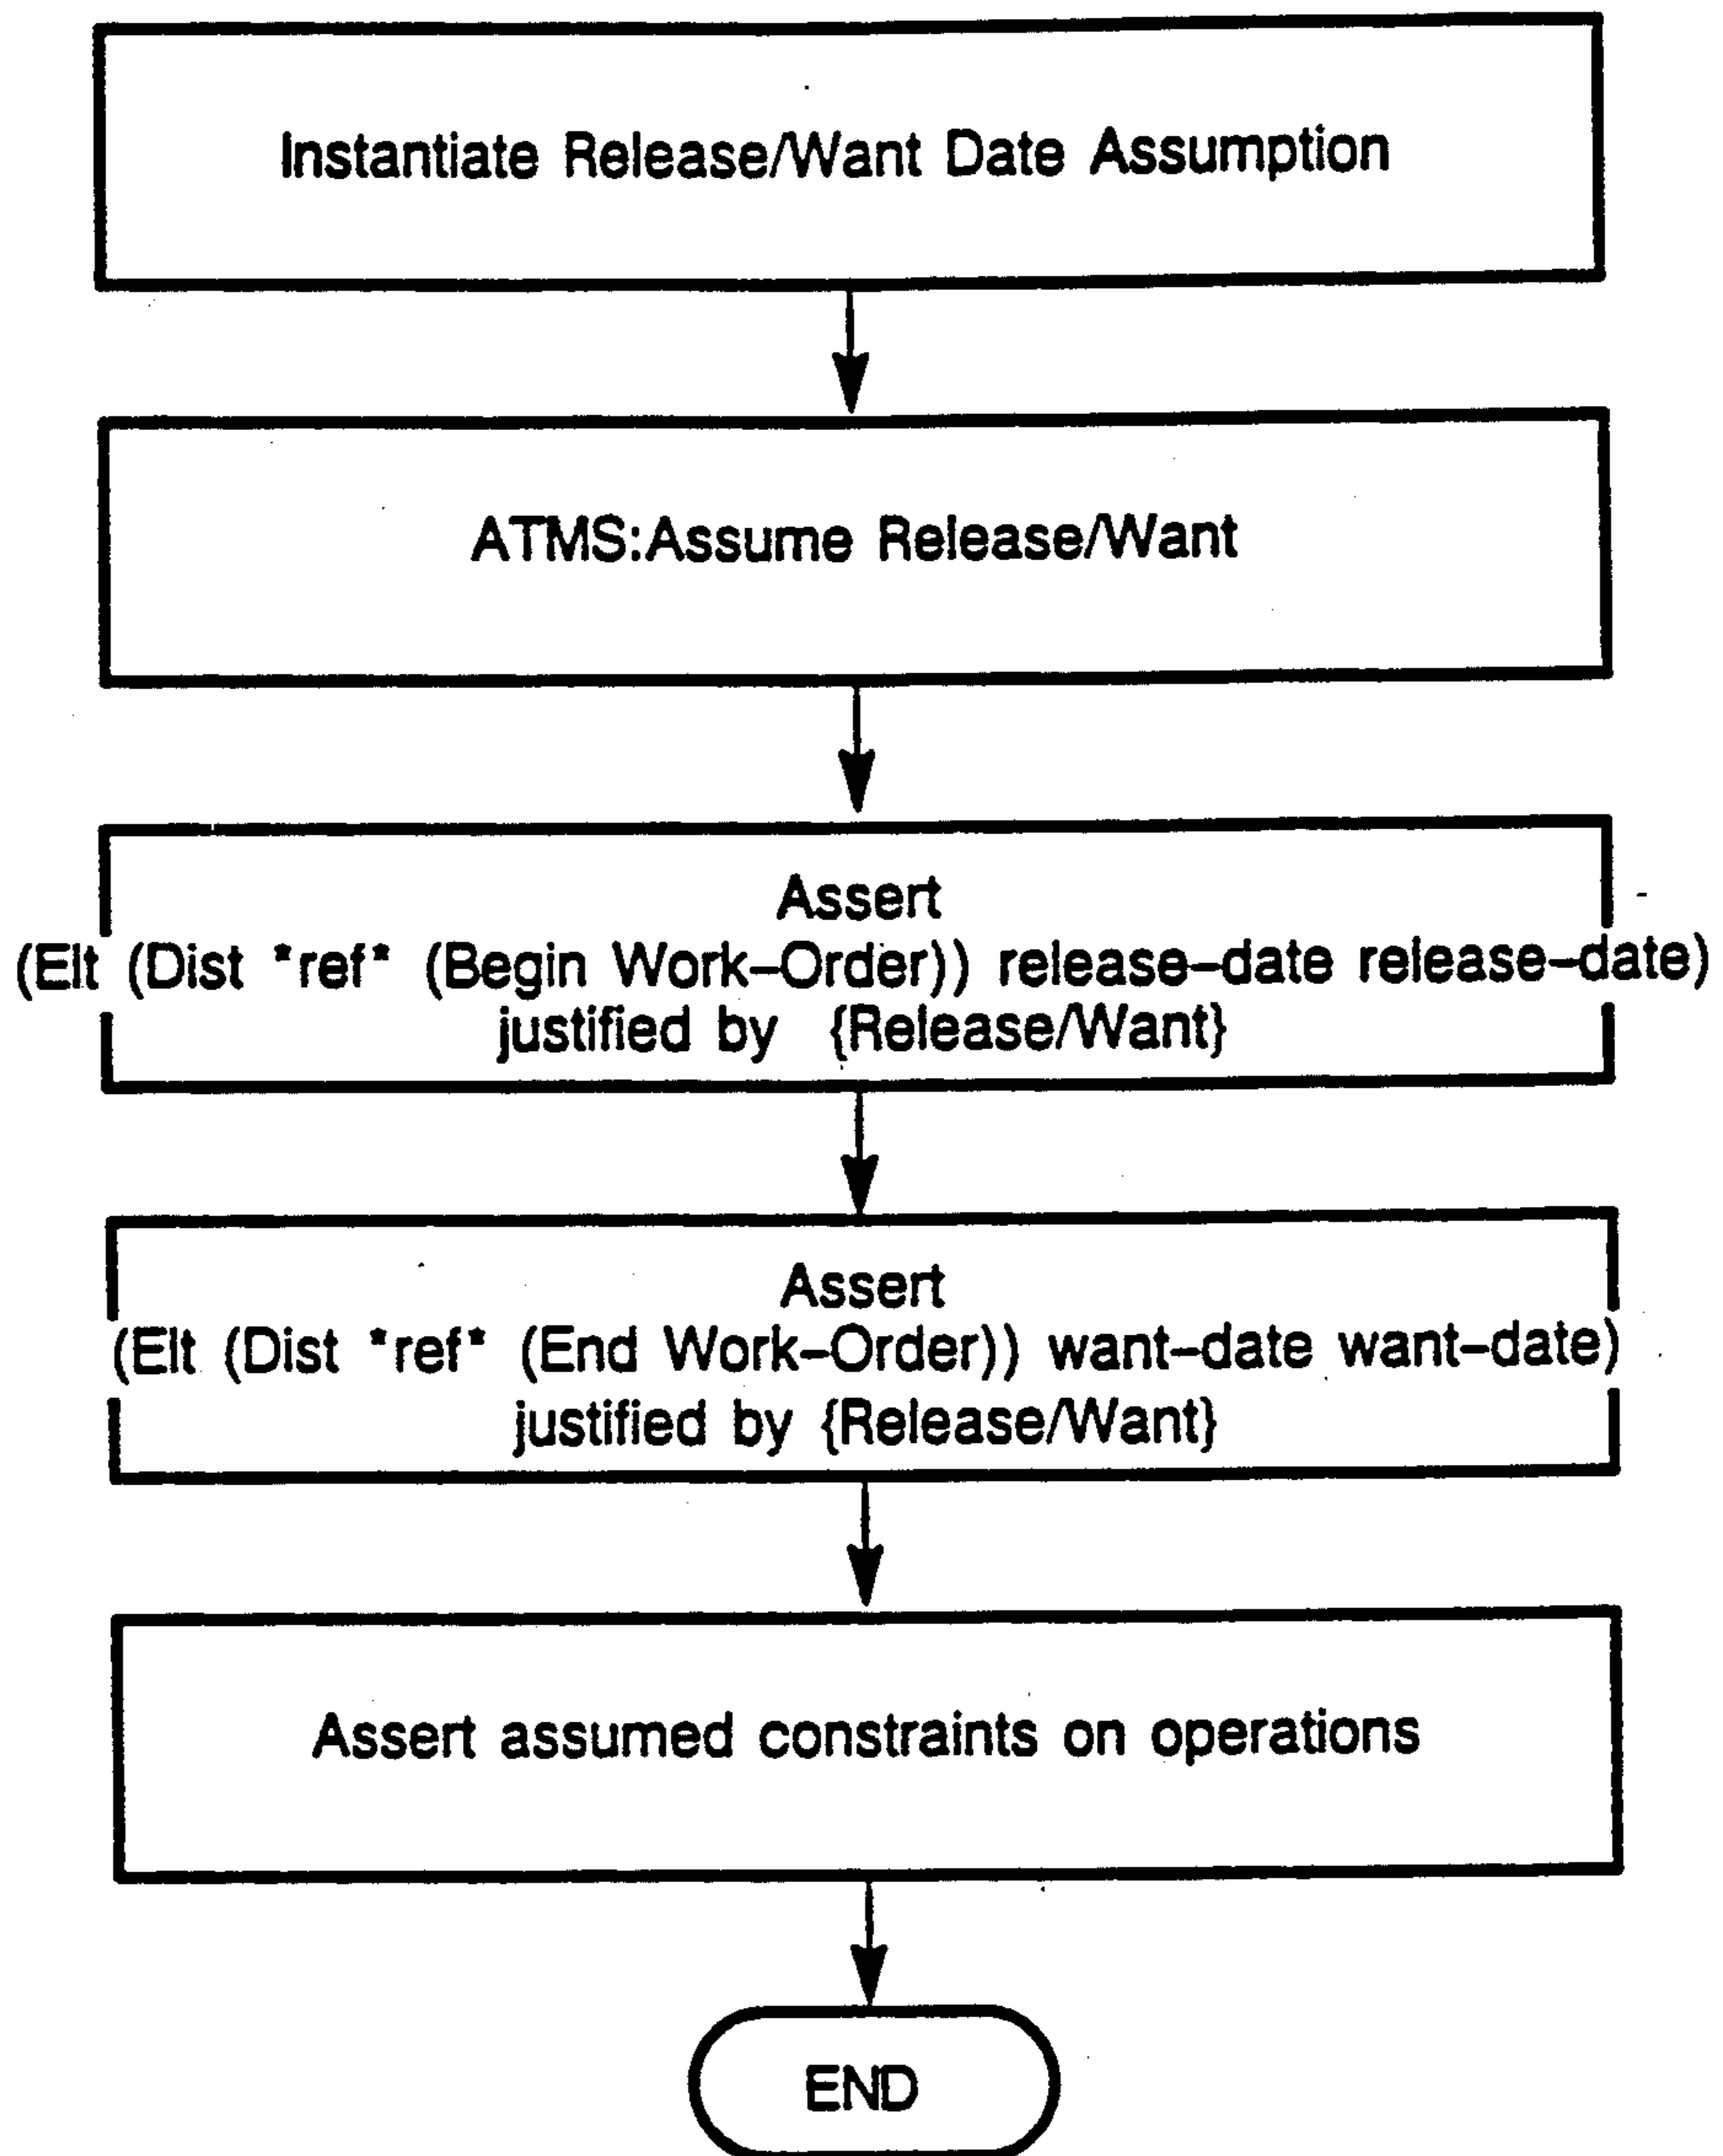 Instantiate Release/Want Date Assumption
ATMS:Assume Release/Want
Assert
(Elt (Dist *ref* (Begin Work–Order)) release–date release–date)
justified by {Release/Want}
Assert
(Elt (Dist *ref* (End Work–Order)) want–date want–date)
justified by {Release/Want}
Assert assumed constraints on operations
END